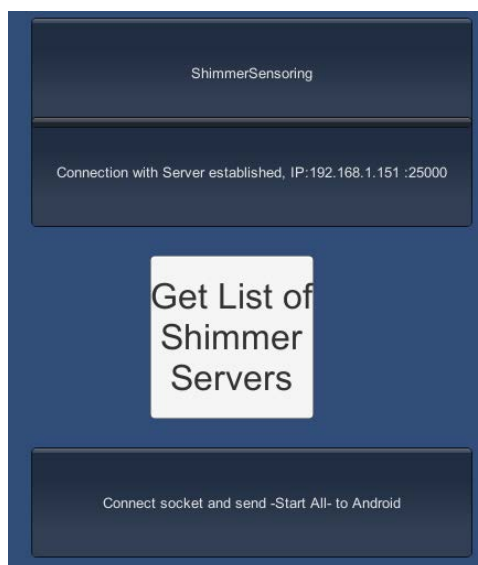 ShimmerSensoring
Connection with Server established, IP:192.168.1.151 :25000
Get List of
Shimmer
Servers
Connect socket and send -Start All- to Android